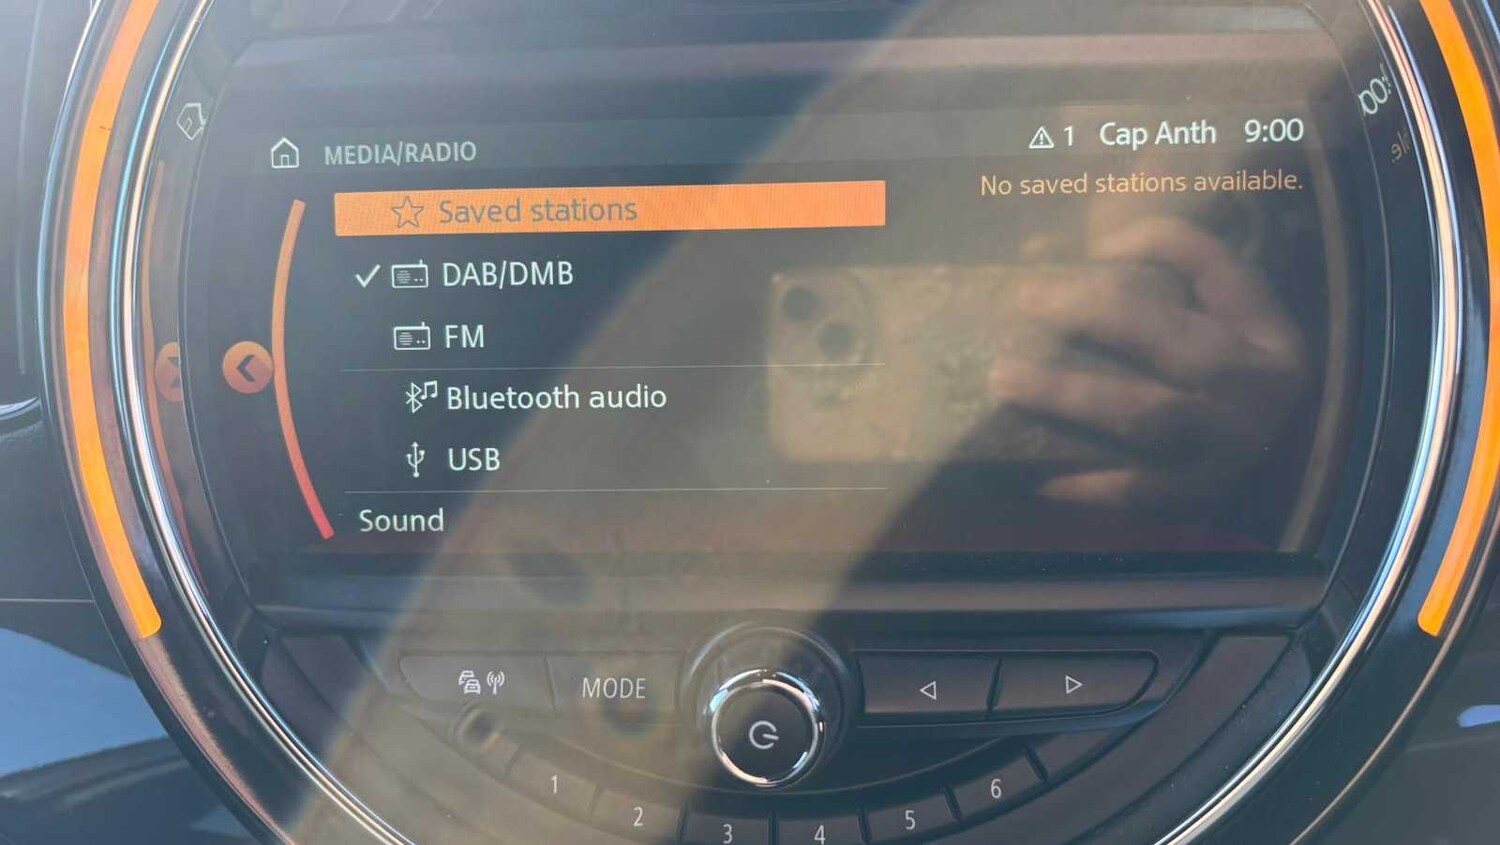 MEDIA/RADIO
1 Cap Anth 9:00
No saved stations available.
Saved stations
DAB/DMB
FM
Bluetooth audio
USB
Sound
MODE
1
2
3
4
5
6